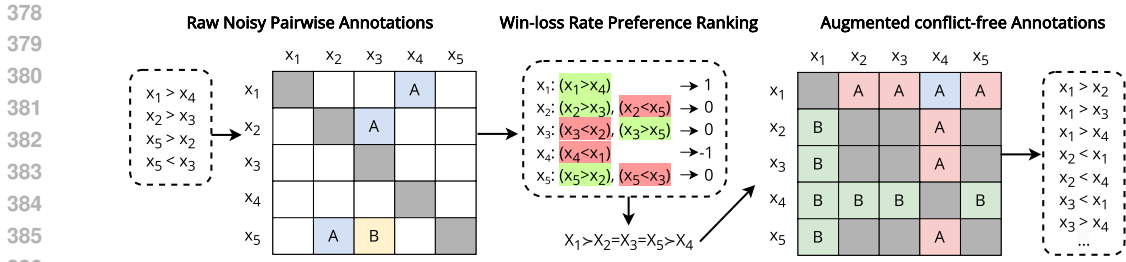 378
379
380
381
382
383
384
385
Raw Noisy Pairwise Annotations
x1 > x4
x2 > x3
x5 > x2
x5 < x3
x1 x2 x3 x4 x5
x1 A
x2 A
x3
x4
x5 A B
Win-loss Rate Preference Ranking
x1: (x1>x4) → 1
x2: (x2>x3), (x2<x5) → 0
x3: (x3<x2), (x3>x5) → 0
x4: (x4<x1) → -1
x5: (x5>x2), (x5<x3) → 0
X1≻X2=X3=X5≻X4
Augmented conflict-free Annotations
x1 x2 x3 x4 x5
x1 A A A A
x2 B A
x3 B A
x4 B B B B
x5 B A
x1 > x2
x1 > x3
x1 > x4
x2 < x1
x2 < x4
x3 < x1
x3 > x4
...